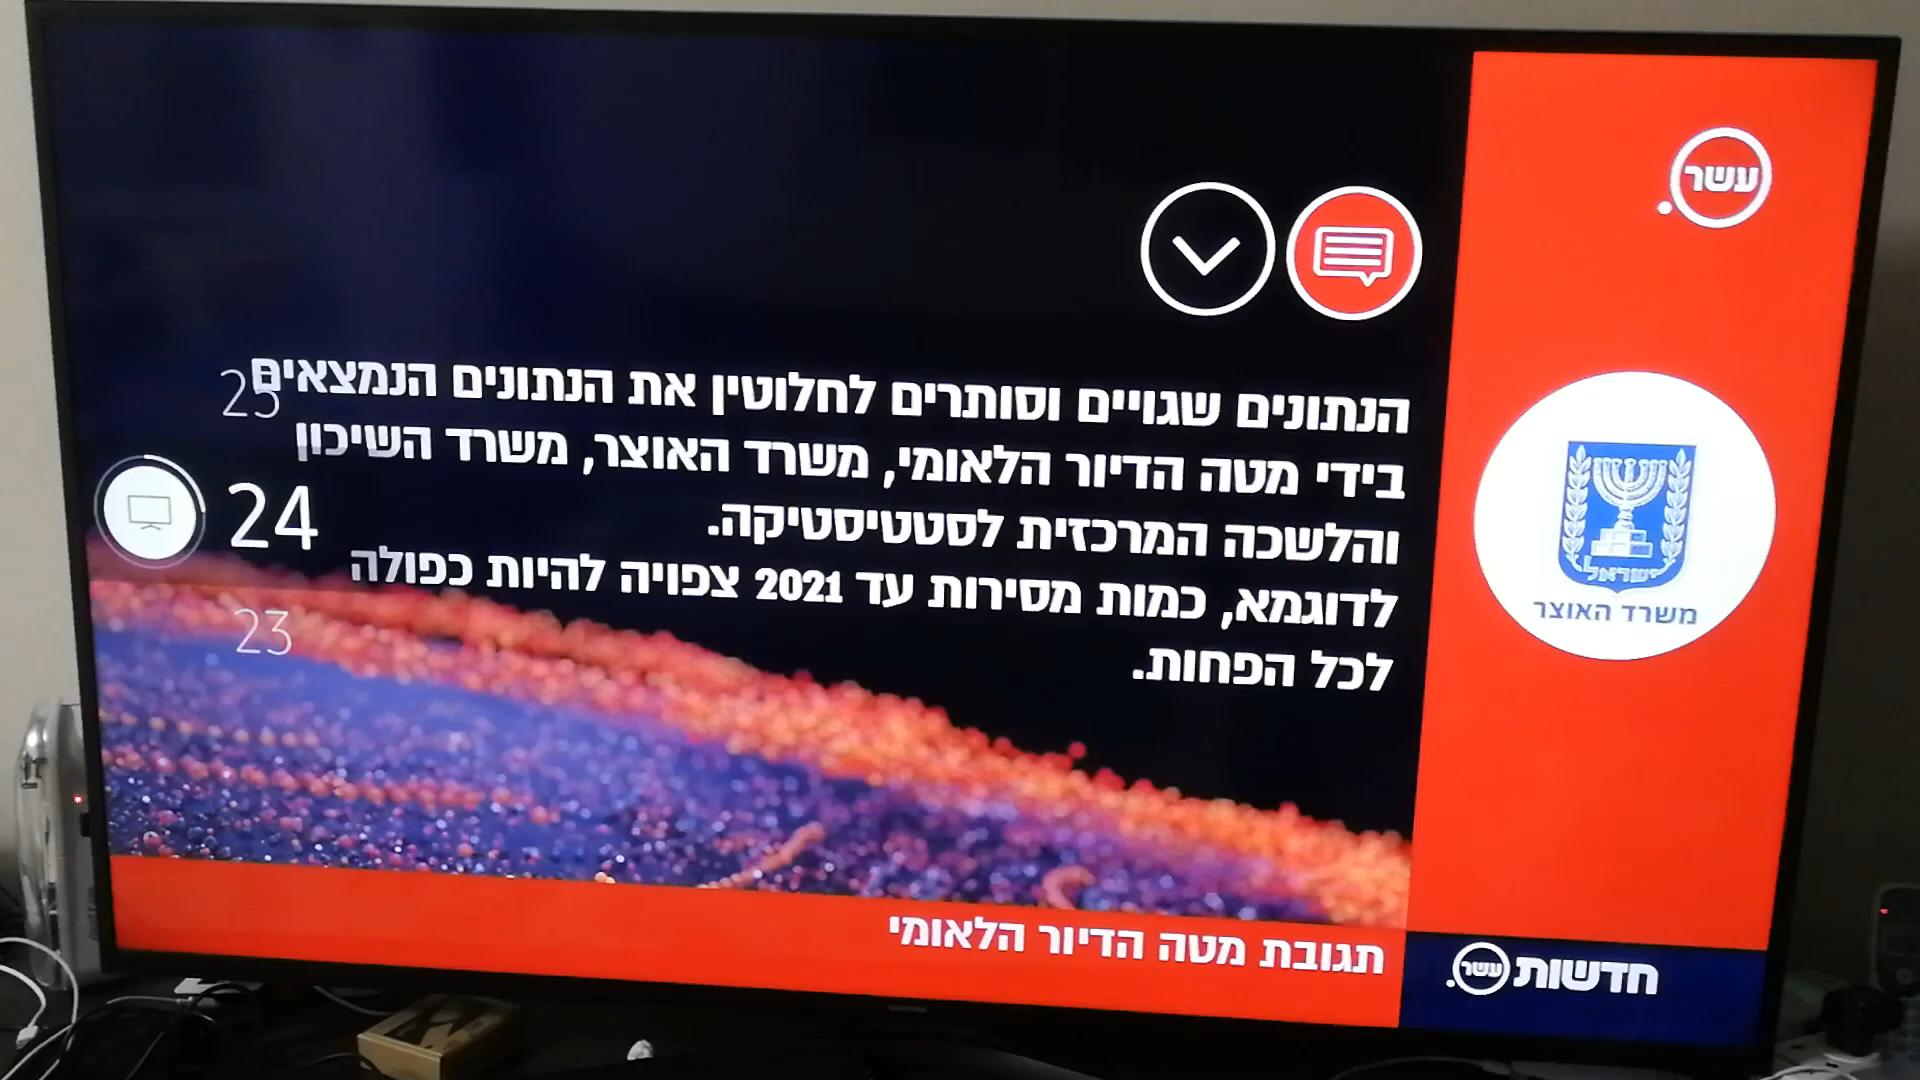 עשר.
הנתונים שגויים וסותרים לחלוטין את הנתונים הנמצאים
בידי מטה הדיור הלאומי, משרד האוצר, משרד השיכון
והלשכה המרכזית לסטטיסטיקה.
לדוגמא, כמות מסירות עד 2021 צפויה להיות כפולה
לכל הפחות.
ישראל
משרד האוצר
25
24
23
תגובת מטה הדיור הלאומי
חדשות עשר.